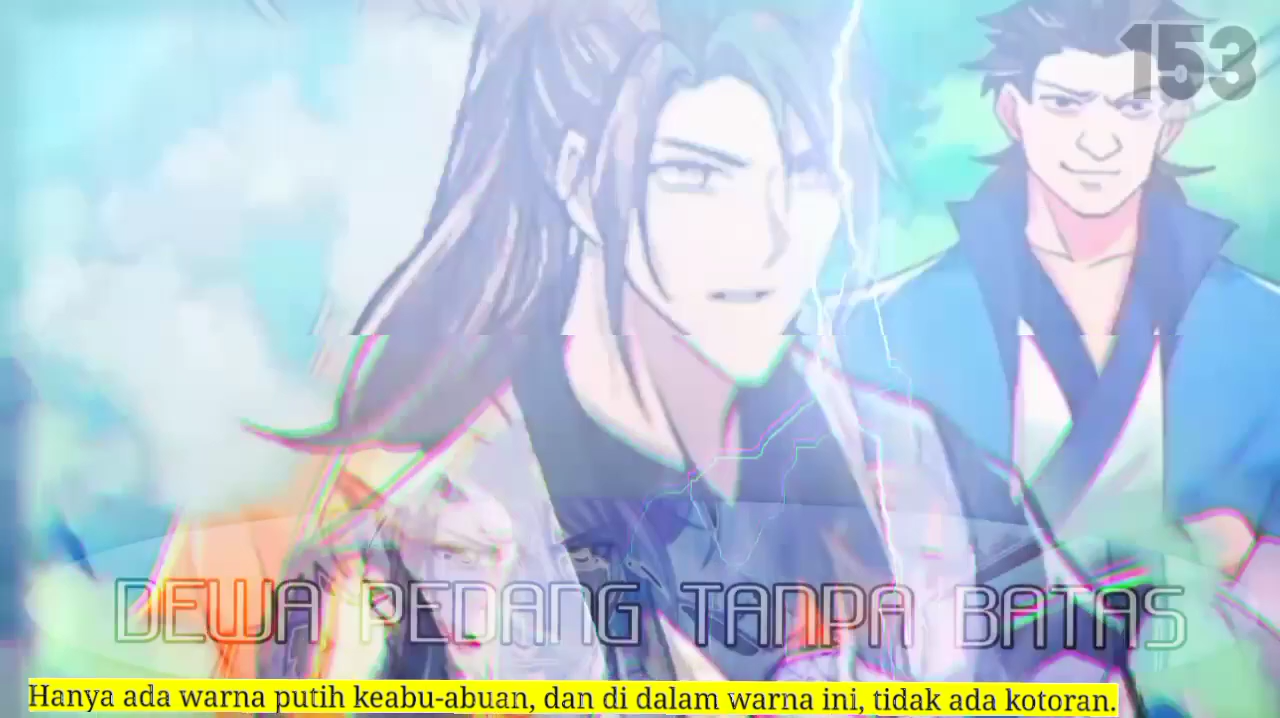 153
DEWA PEDANG TANPA BATAS
Hanya ada warna putih keabu-abuan, dan di dalam warna ini, tidak ada kotoran.